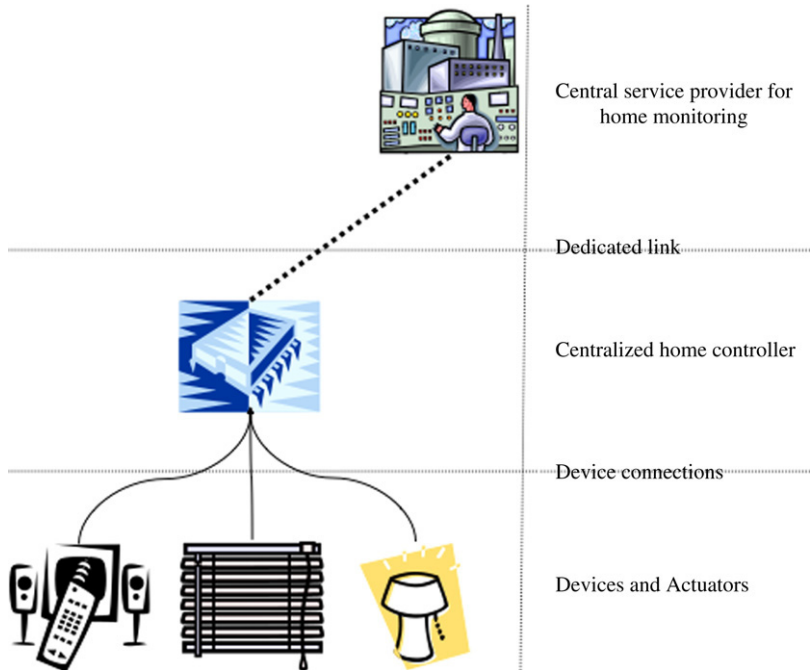 Central service provider for
home monitoring
Dedicated link
Centralized home controller
Device connections
Devices and Actuators